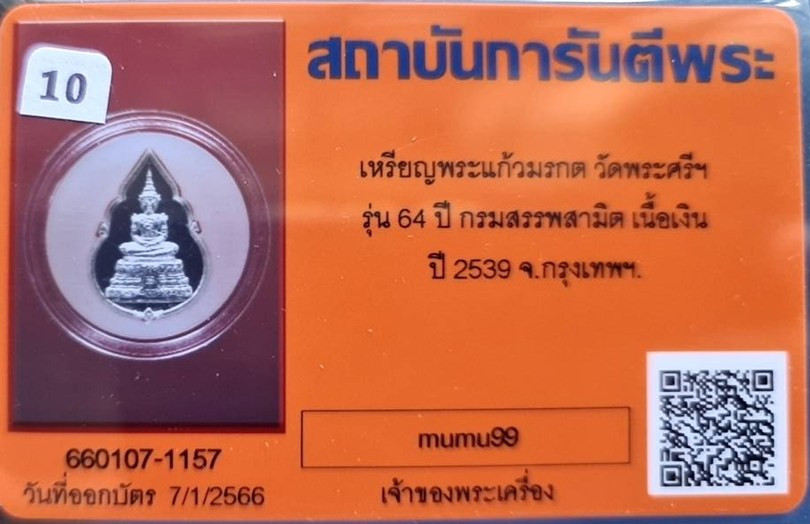 สถาบันการันตีพระ
10
เหรียญพระแก้วมรกต วัดพระศรีฯ
รุ่น 64 ปี กรมสรรพสามิต เนื้อเงิน
ปี 2539 จ.กรุงเทพฯ.
mumu99
660107-1157
วันที่ออกบัตร 7/1/2566
เจ้าของพระเครื่อง